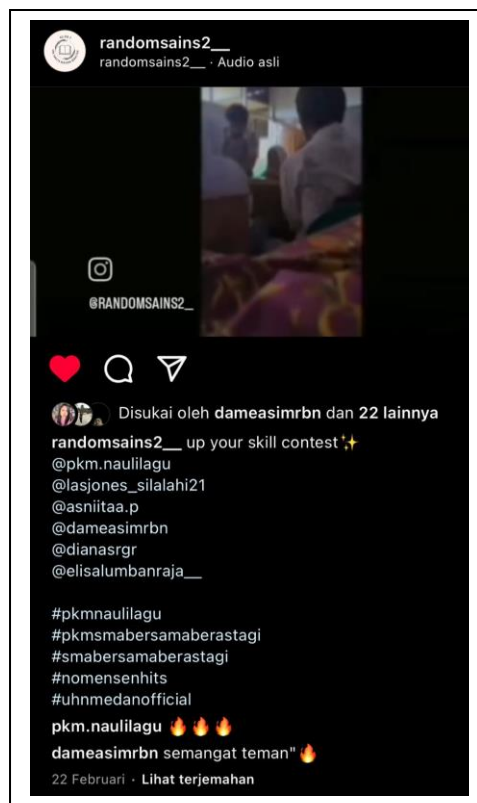 randomsains2__
randomsains2__ · Audio asli
@RANDOMSAINS2_
Disukai oleh dameasimrbn dan 22 lainnya
randomsains2__ up your skill contest✨
@pkm.naulilagu
@lasjones_silalahi21
@asniitaa.p
@dameasimrbn
@dianasrgr
@elisalumbanraja__
#pkmnaulilagu
#pkmsmabersamaberastagi
#smabersamaberastagi
#nomensenhits
#uhnmedanofficial
pkm.naulilagu 🔥🔥🔥
dameasimrbn semangat teman"🔥
22 Februari · Lihat terjemahan